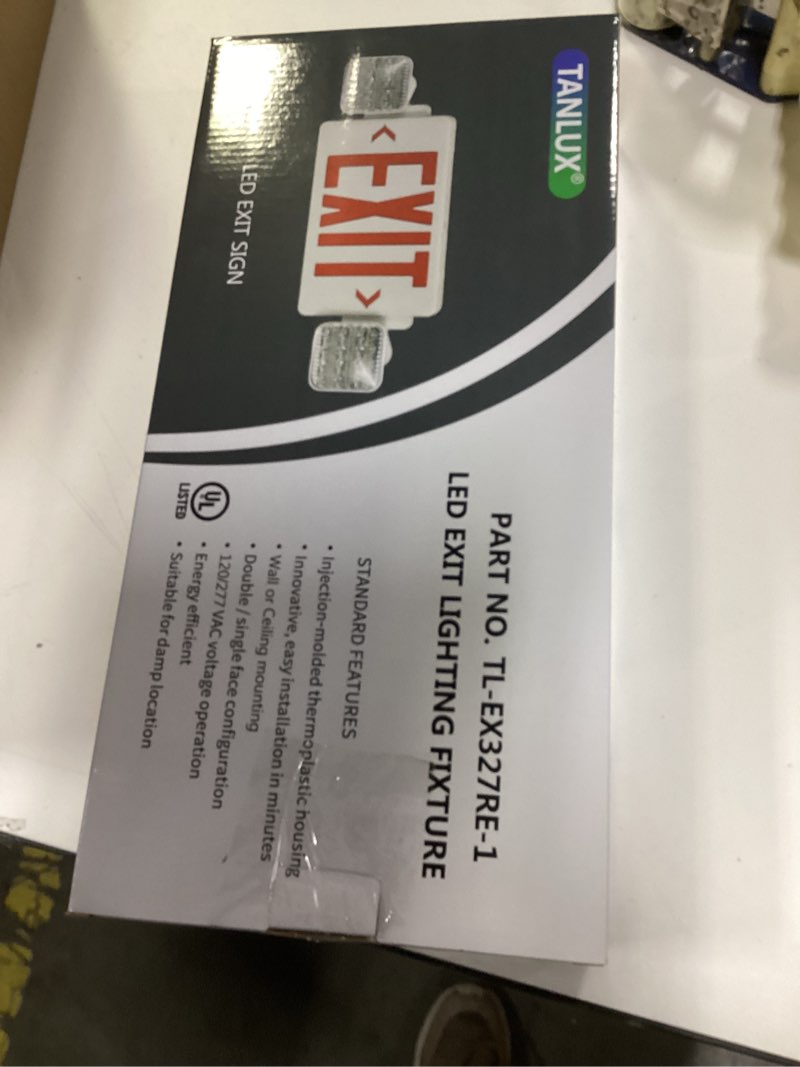 TANLUX®
< EXIT >
LED EXIT SIGN
PART NO. TL-EX327RE-1
LED EXIT LIGHTING FIXTURE
STANDARD FEATURES
• Injection-molded thermoplastic housing
• Innovative, easy installation in minutes
• Wall or Ceiling mounting
• Double / single face configuration
• 120/277 VAC voltage operation
• Energy efficient
• Suitable for damp location
UL
LISTED